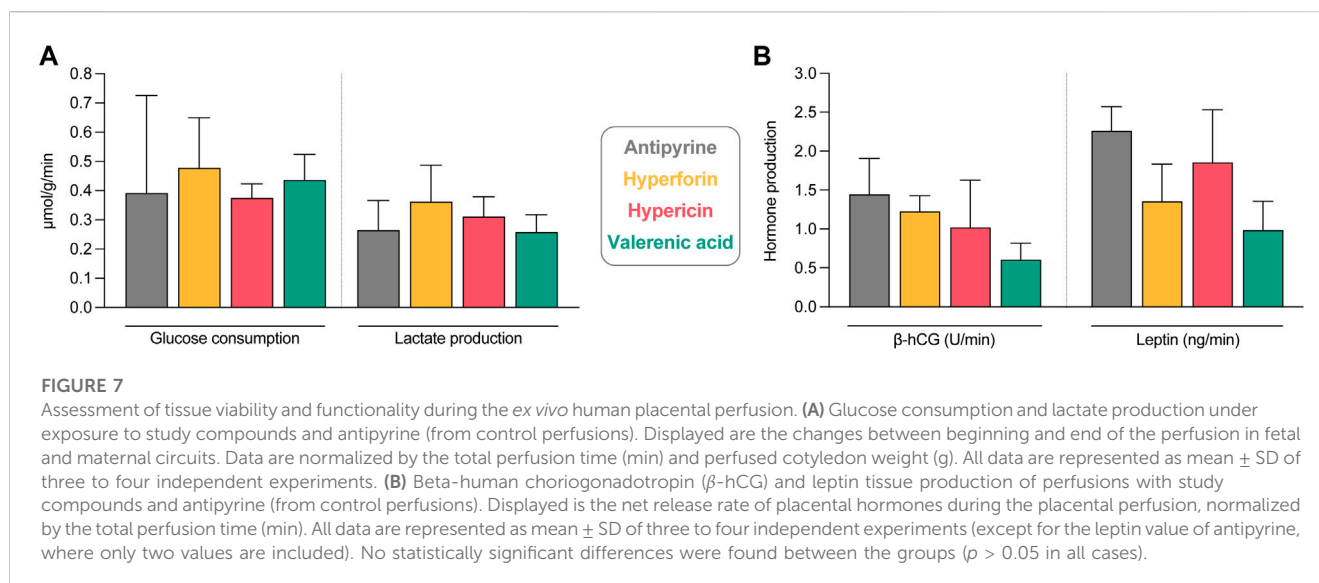 A
B
0.8
0.7
0.6
0.5
0.4
0.3
0.2
0.1
0.0
µmol/g/min
Glucose consumption
Lactate production
Antipyrine
Hyperforin
Hypericin
Valerenic acid
3.0
2.5
2.0
1.5
1.0
0.5
0.0
Hormone production
β-hCG (U/min)
Leptin (ng/min)
FIGURE 7
Assessment of tissue viability and functionality during the ex vivo human placental perfusion. (A) Glucose consumption and lactate production under
exposure to study compounds and antipyrine (from control perfusions). Displayed are the changes between beginning and end of the perfusion in fetal
and maternal circuits. Data are normalized by the total perfusion time (min) and perfused cotyledon weight (g). All data are represented as mean ± SD of
three to four independent experiments. (B) Beta-human choriogonadotropin (β-hCG) and leptin tissue production of perfusions with study
compounds and antipyrine (from control perfusions). Displayed is the net release rate of placental hormones during the placental perfusion, normalized
by the total perfusion time (min). All data are represented as mean ± SD of three to four independent experiments (except for the leptin value of antipyrine,
where only two values are included). No statistically significant differences were found between the groups (p > 0.05 in all cases).